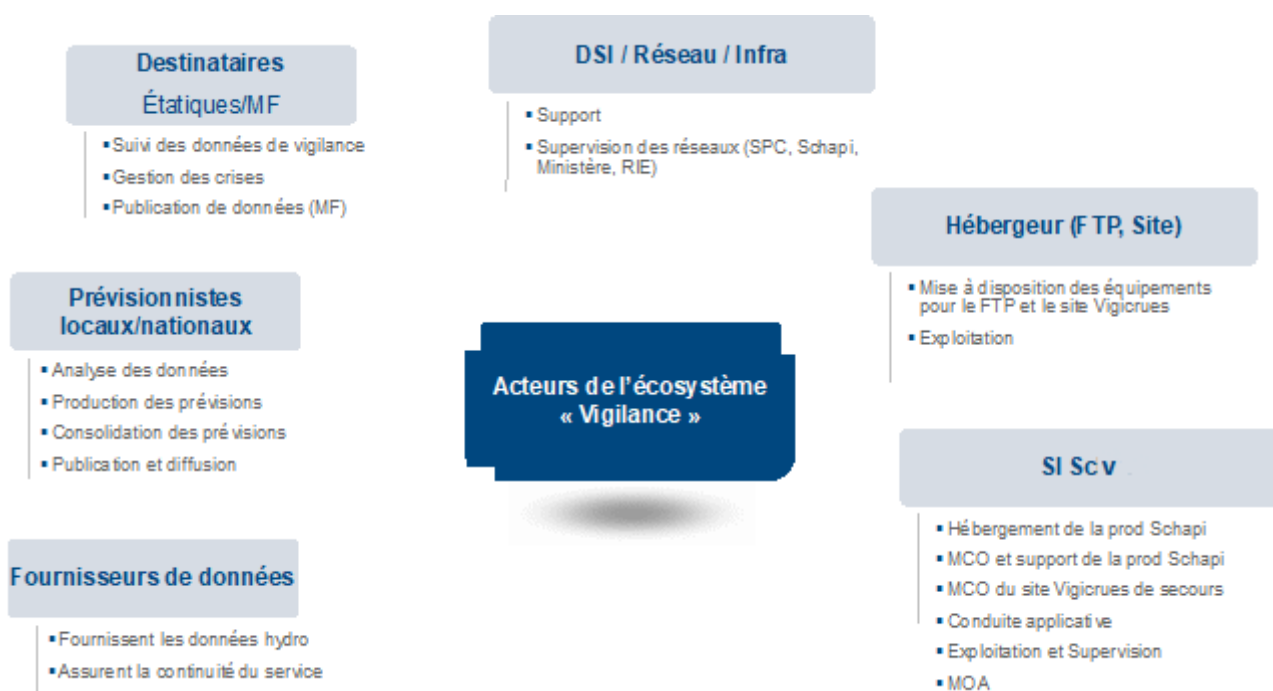 Destinataires
Étatiques/MF
▪ Suivi des données de vigilance
▪ Gestion des crises
▪ Publication de données (MF)
DSI / Réseau / Infra
▪ Support
▪ Supervision des réseaux (SPC, Schapi,
Ministère, RIE)
Hébergeur (FTP, Site)
▪ Mise à disposition des équipements
pour le FTP et le site Vigicrues
▪ Exploitation
Prévisionnistes
locaux/nationaux
▪ Analyse des données
▪ Production des prévisions
▪ Consolidation des prévisions
▪ Publication et diffusion
Acteurs de l'écosystème
« Vigilance »
SI Scv
▪ Hébergement de la prod Schapi
▪ MCO et support de la prod Schapi
▪ MCO du site Vigicrues de secours
▪ Conduite applicative
▪ Exploitation et Supervision
▪ MOA
Fournisseurs de données
▪ Fournissent les données hydro
▪ Assurent la continuité du service